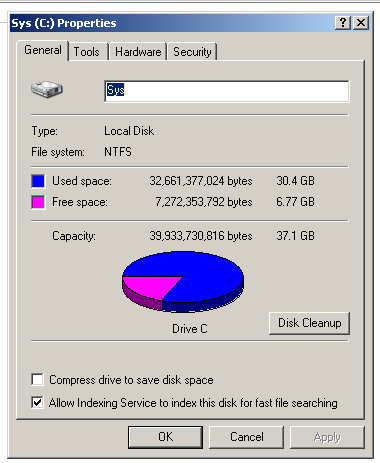 Sys (C:) Properties
General Tools Hardware Security
Sys
Type: Local Disk
File system: NTFS
Used space: 32,661,377,024 bytes 30.4 GB
Free space: 7,272,353,792 bytes 6.77 GB
Capacity: 39,933,730,816 bytes 37.1 GB
Drive C
Disk Cleanup
Compress drive to save disk space
Allow Indexing Service to index this disk for fast file searching
OK Cancel Apply